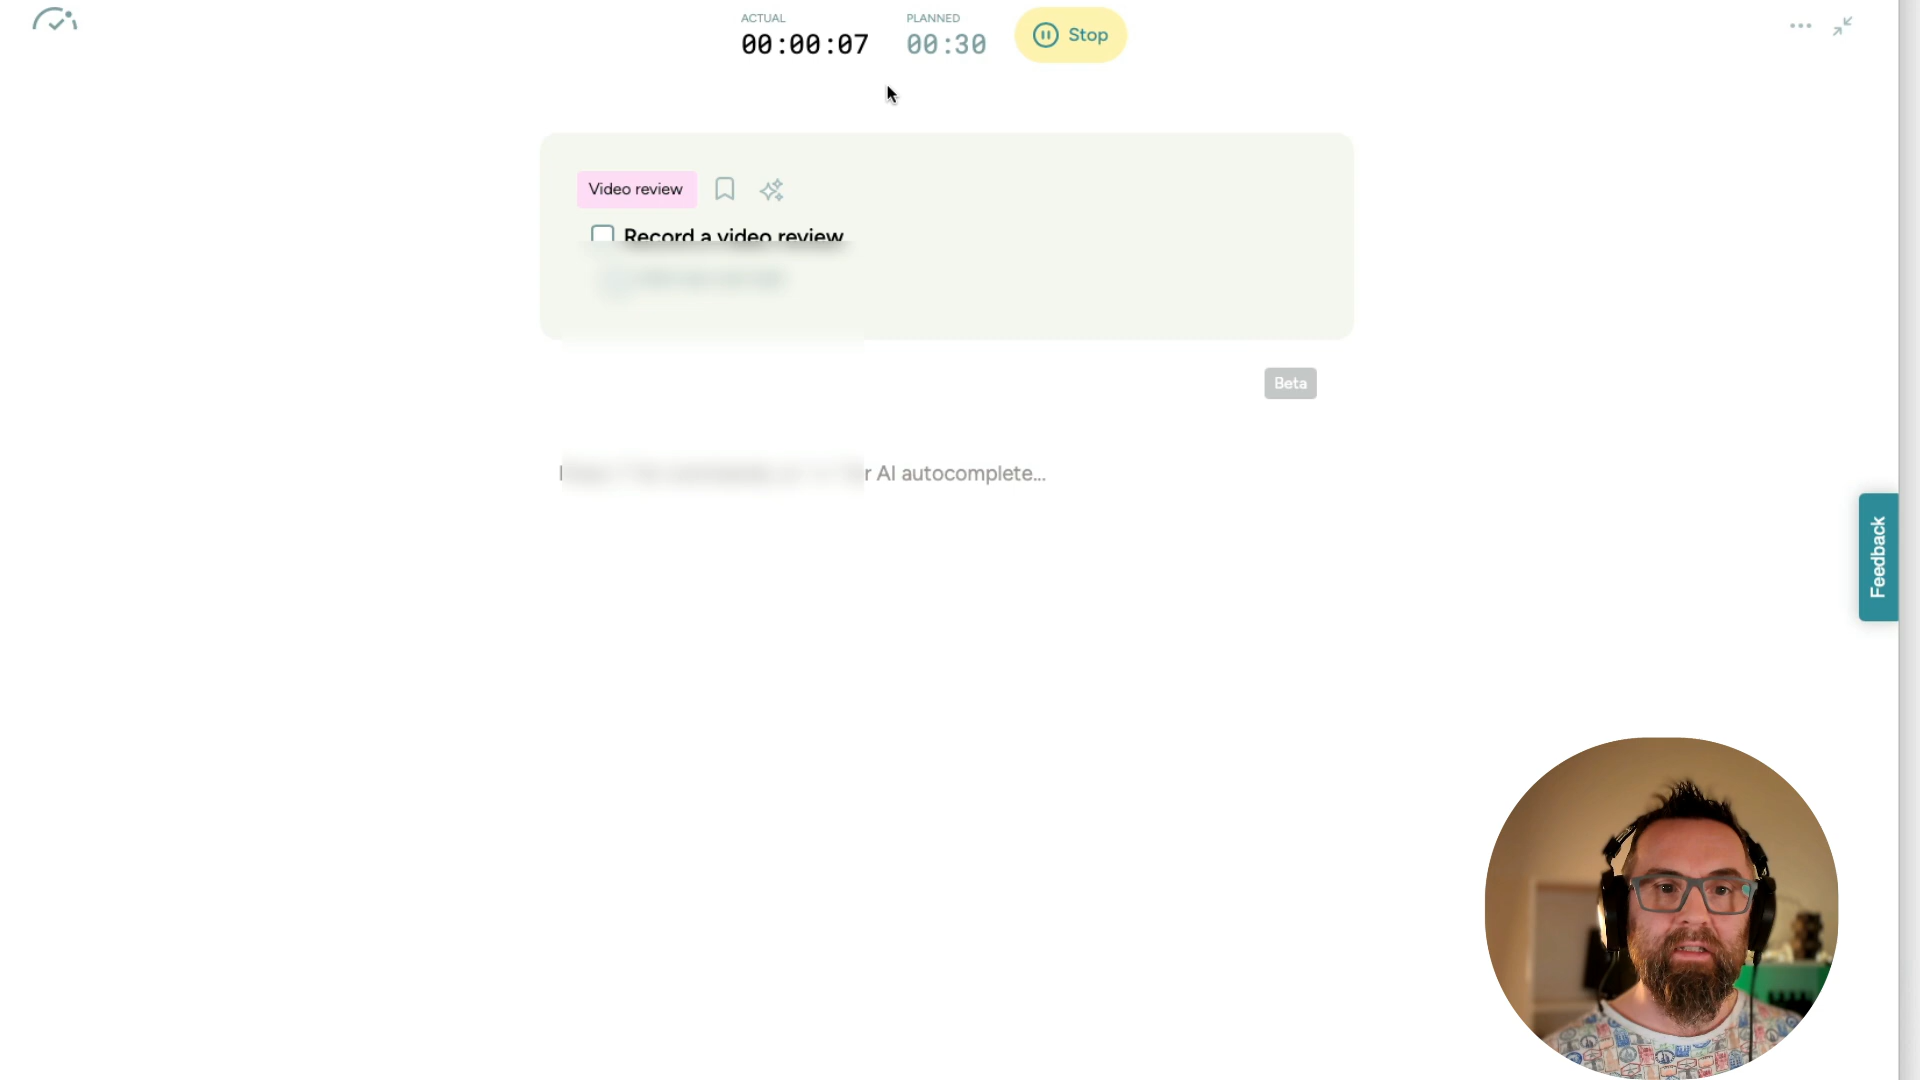 ACTUAL
00:00:07
PLANNED
00:30
Stop
Video review
Record a video review
Beta
r AI autocomplete...
Feedback